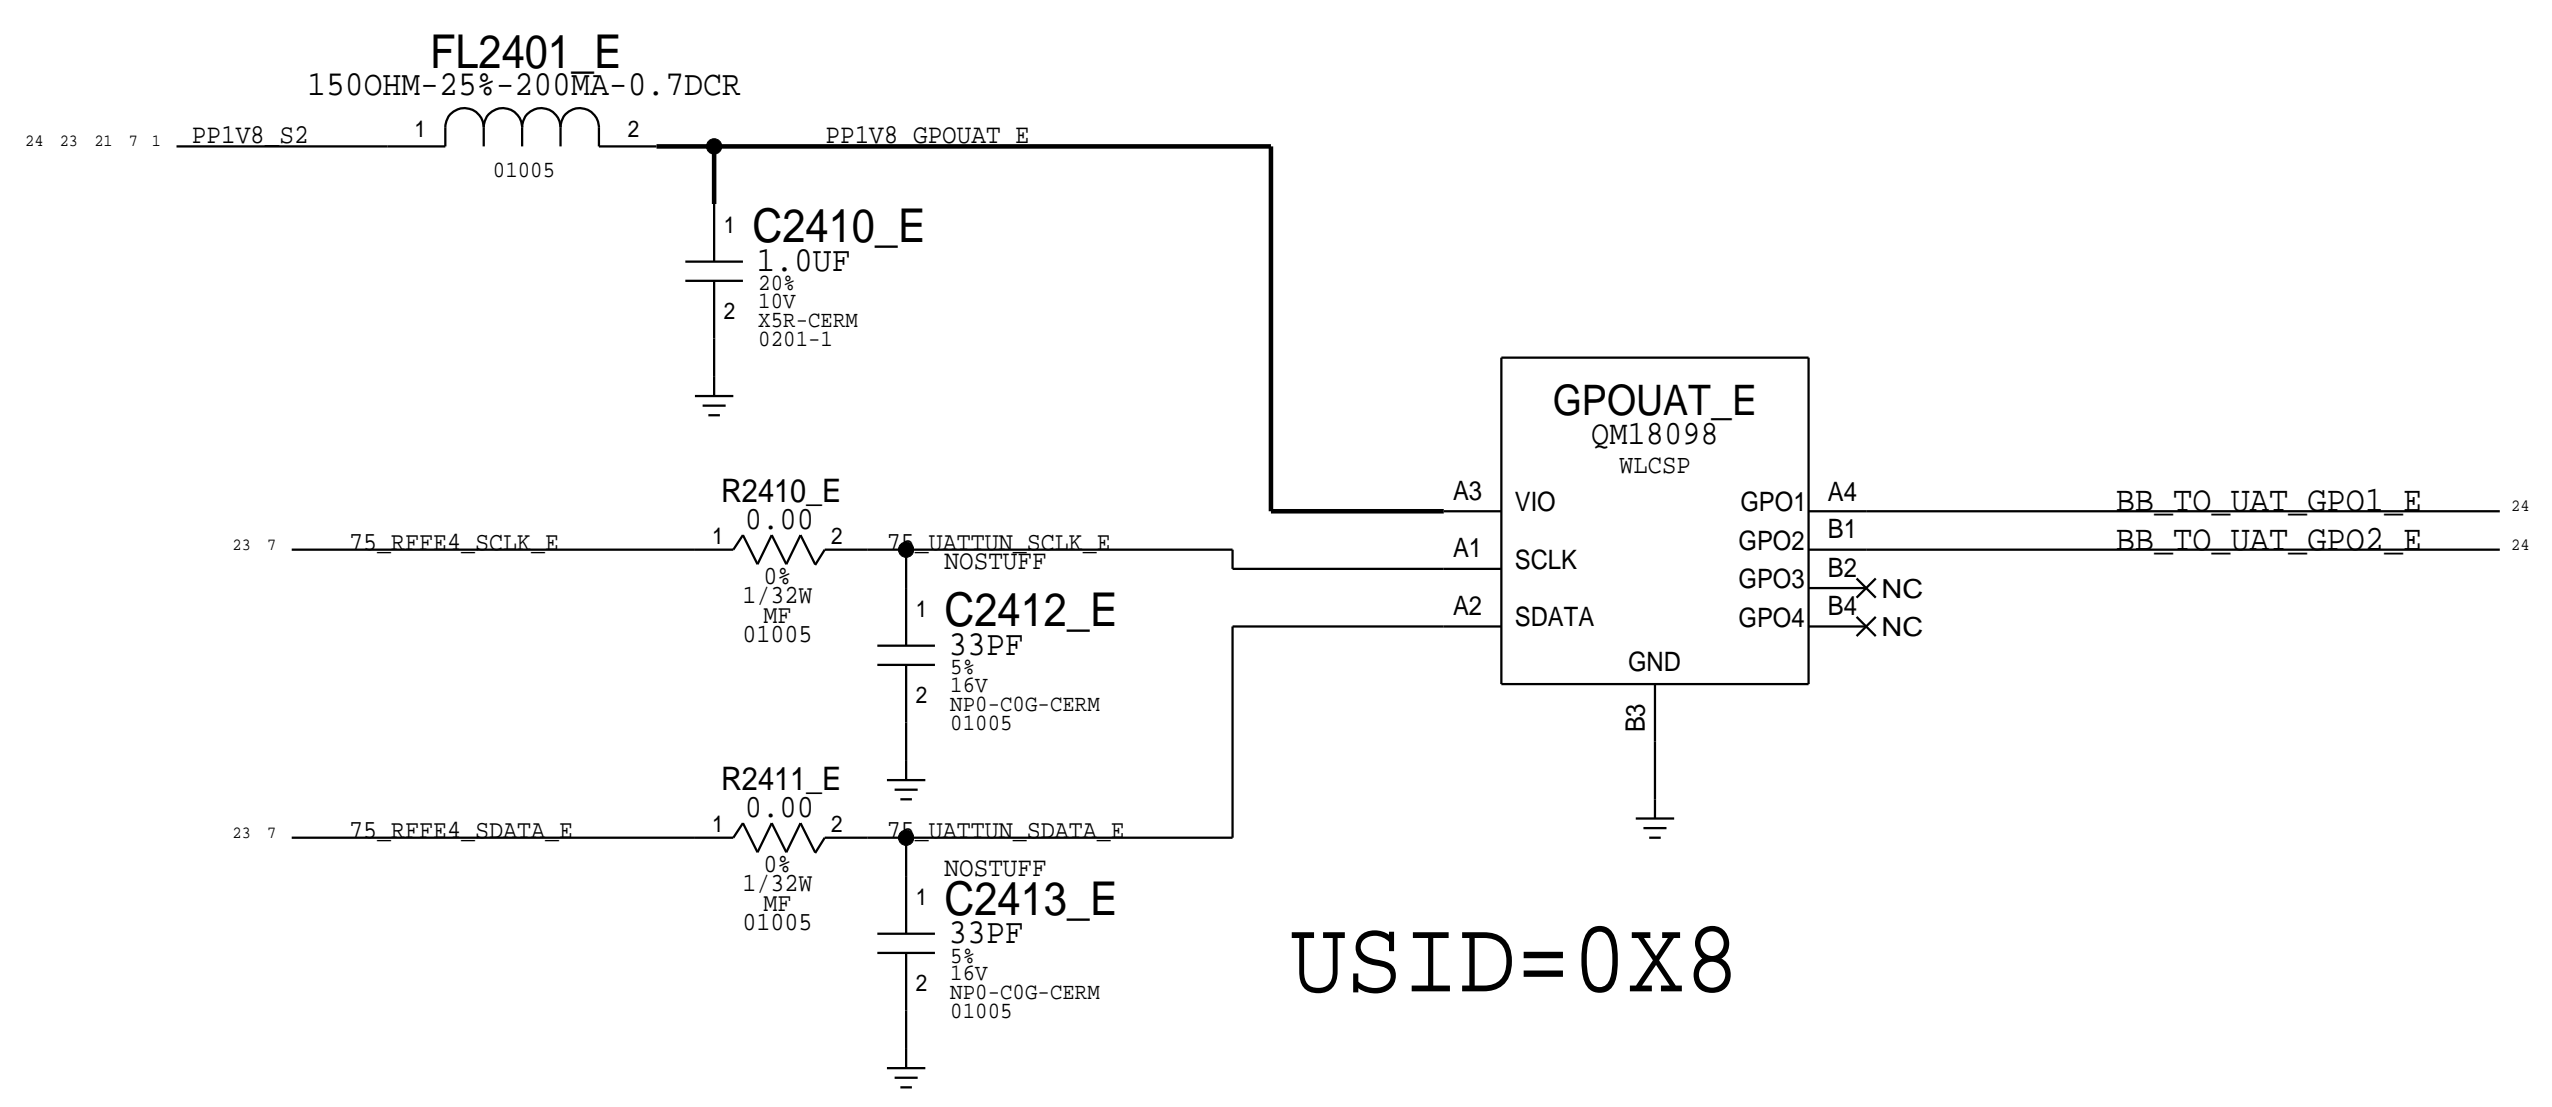 FL2401_E
150OHM-25%-200MA-0.7DCR
24 23 21 7 1 PP1V8_S2 1 2 PP1V8_GPOUAT_E
01005
1 C2410_E
1.0UF
20%
10V
2 X5R-CERM
0201-1
GPOUAT_E
QM18098
WLCSP
A3 VIO GPO1 A4 BB_TO_UAT_GPO1_E 24
A1 SCLK GPO2 B1 BB_TO_UAT_GPO2_E 24
GPO3 B2 NC
A2 SDATA GPO4 B4 NC
GND
B3
R2410_E
0.00
23 7 75_RFFE4_SCLK_E 1 2 75_UATTUN_SCLK_E
0%
1/32W
MF
01005
NOSTUFF
1 C2412_E
33PF
5%
16V
2 NP0-C0G-CERM
01005
R2411_E
0.00
23 7 75_RFFE4_SDATA_E 1 2 75_UATTUN_SDATA_E
0%
1/32W
MF
01005
NOSTUFF
1 C2413_E
33PF
5%
16V
2 NP0-C0G-CERM
01005
USID=0X8